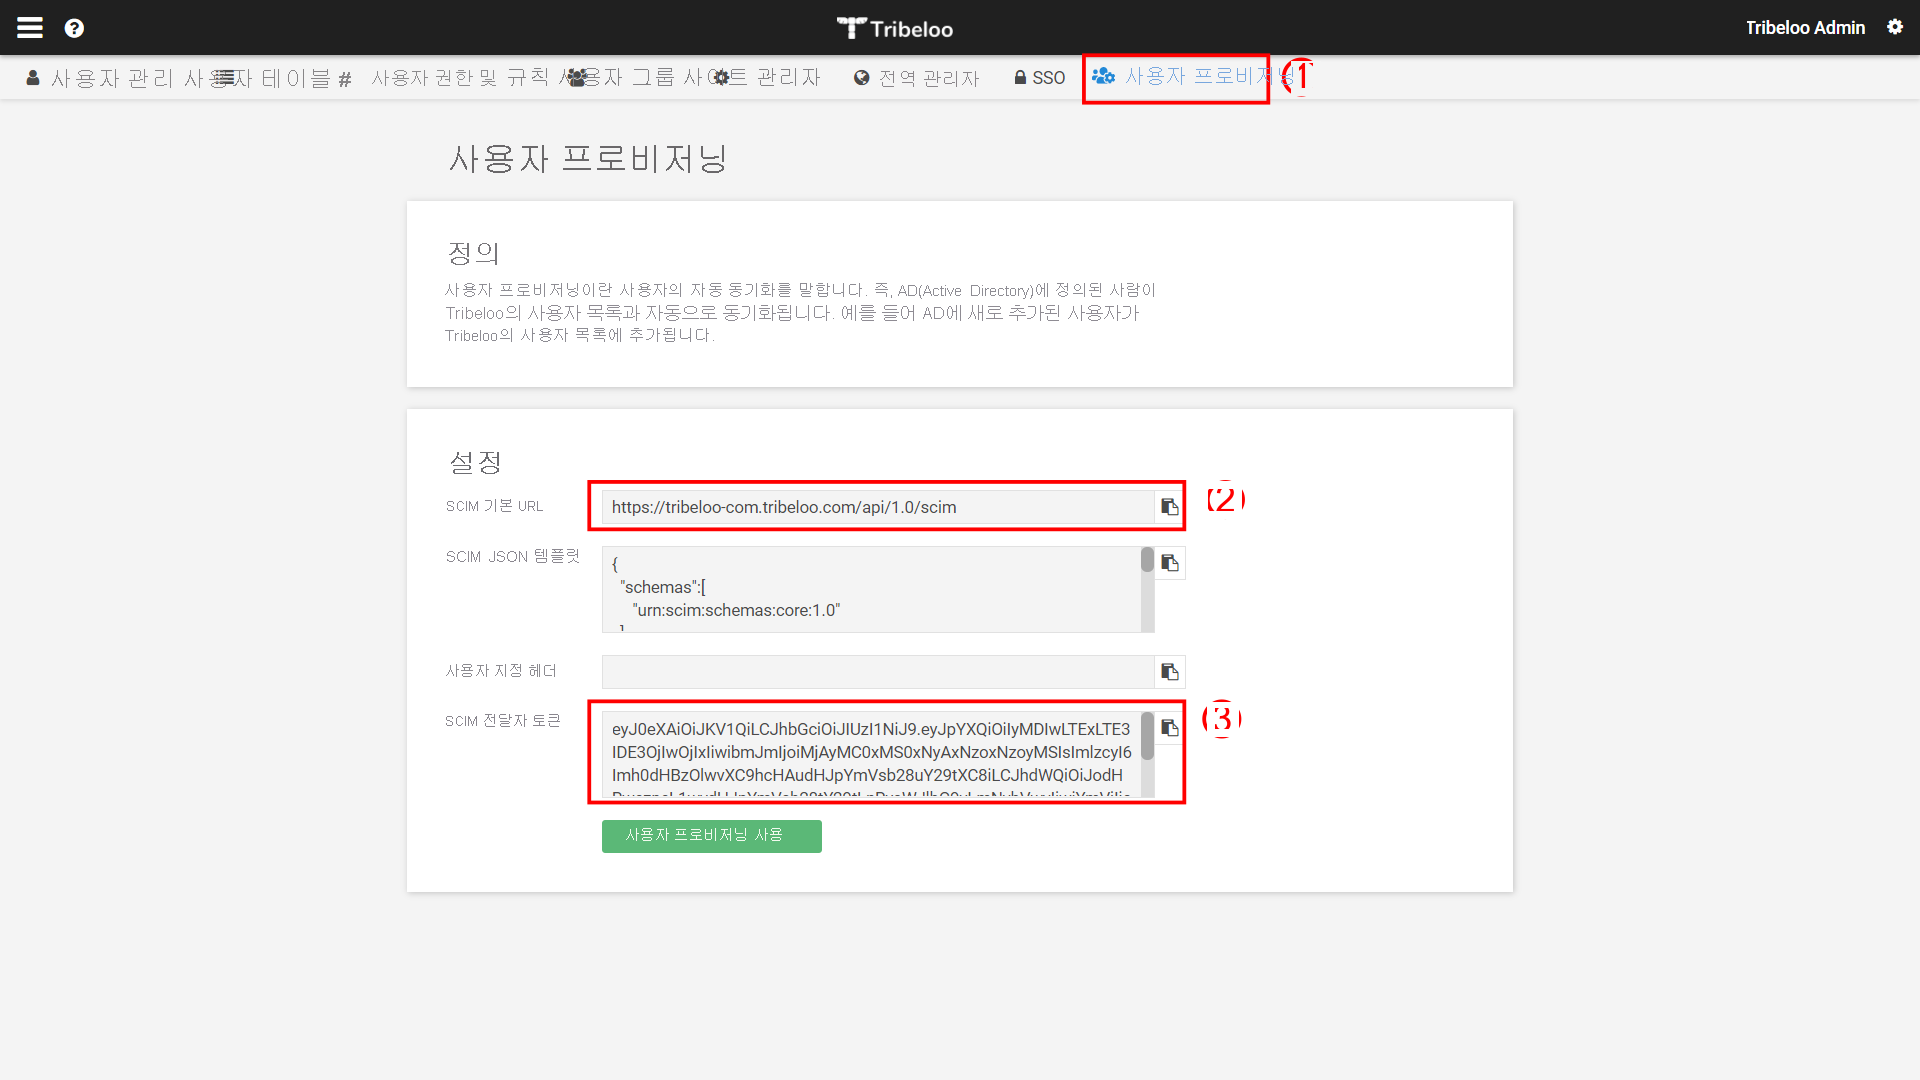 Tribeloo
Tribeloo Admin
사용자 관리 사용자 테이블 # 사용자 권한 및 규칙 사용자 그룹 사이트 관리자 전역 관리자 SSO 사용자 프로비저닝 (1)
사용자 프로비저닝
정의
사용자 프로비저닝이란 사용자의 자동 동기화를 말합니다. 즉, AD(Active Directory)에 정의된 사람이
Tribeloo의 사용자 목록과 자동으로 동기화됩니다. 예를 들어 AD에 새로 추가된 사용자가
Tribeloo의 사용자 목록에 추가됩니다.
설정
SCIM 기본 URL
https://tribeloo-com.tribeloo.com/api/1.0/scim
(2)
SCIM JSON 템플릿
{
"schemas":[
"urn:scim:schemas:core:1.0"
]
사용자 지정 헤더
SCIM 전달자 토큰
(3)
eyJ0eXAiOiJKV1QiLCJhbGciOiJIUzI1NiJ9.eyJpYXQiOiIyMDIwLTExLTE3
IDE3OjIwOjIxIiwibmJmIjoiMjAyMC0xMS0xNyAxNzoxNzoyMSIsImlzcyI6
Imh0dHBzOlwvXC9hcHAudHJpYmVsb28uY29tXC8iLCJhdWQiOiJodH
사용자 프로비저닝 사용